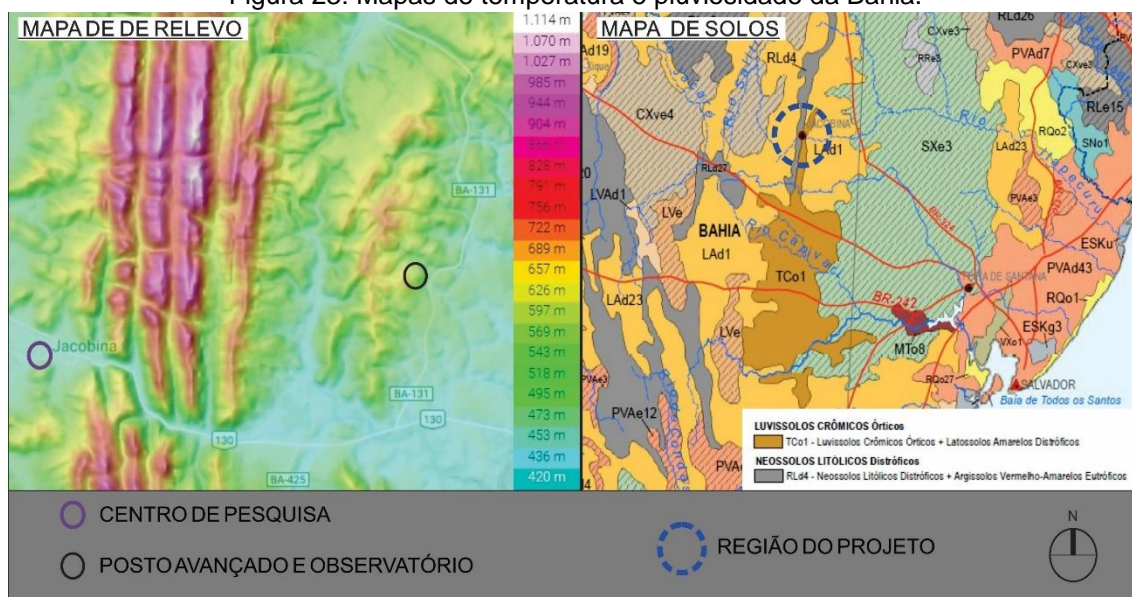 Figura 23: Mapas de temperatura e pluviosidade da Bahia.
MAPA DE DE RELEVO
1.114 m
1.070 m
1.027 m
985 m
944 m
904 m
828 m
791 m
756 m
722 m
689 m
657 m
626 m
597 m
569 m
543 m
518 m
495 m
473 m
453 m
436 m
420 m
Jacobina
BA-131
BA-131
130
130
BA-425
MAPA DE SOLOS
RLd26
Ad19
RLd4
CXve3
RRe3
PVAd7
CXve3
CXve4
RLe15
RQo2
SNo1
LAd1
SXe3
LAd23
RLd27
LVAd1
LVe
PVAe3
BAHIA
LAd1
BR-324
ESKu
TCo1
PVAd43
LAd23
BR-242
RQo1
LVe
ESKg3
MTo8
VXo1
PVAe3
RQo27
SALVADOR
Baía de Todos os Santos
PVAe12
LUVISSOLOS CRÔMICOS Órticos
TCo1 - Luvissolos Crômicos Órticos + Latossolos Amarelos Distróficos
NEOSSOLOS LITÓLICOS Distróficos
RLd4 - Neossolos Litólicos Distróficos + Argissolos Vermelho-Amarelos Eutróficos
CENTRO DE PESQUISA
POSTO AVANÇADO E OBSERVATÓRIO
REGIÃO DO PROJETO
N